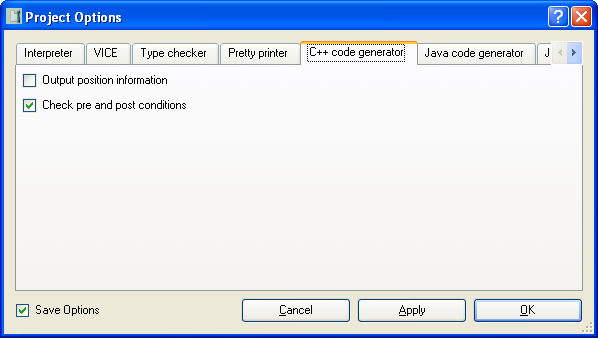 Project Options
Interpreter VICE Type checker Pretty printer C++ code generator Java code generator J
Output position information
Check pre and post conditions
Save Options Cancel Apply OK